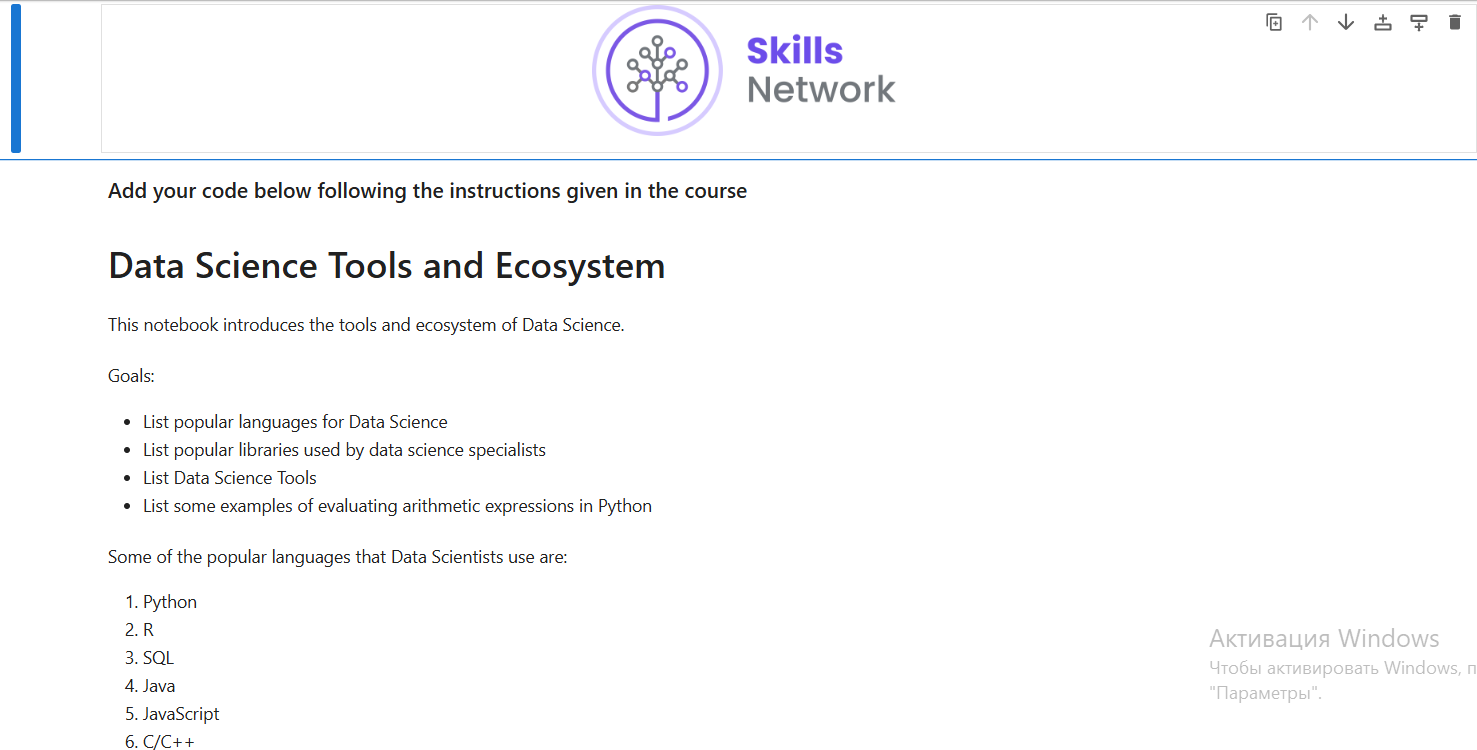 Skills
Network
Add your code below following the instructions given in the course
Data Science Tools and Ecosystem
This notebook introduces the tools and ecosystem of Data Science.
Goals:
• List popular languages for Data Science
• List popular libraries used by data science specialists
• List Data Science Tools
• List some examples of evaluating arithmetic expressions in Python
Some of the popular languages that Data Scientists use are:
1. Python
2. R
3. SQL
4. Java
5. JavaScript
6. C/C++
Активация Windows
Чтобы активировать Windows, п
"Параметры".